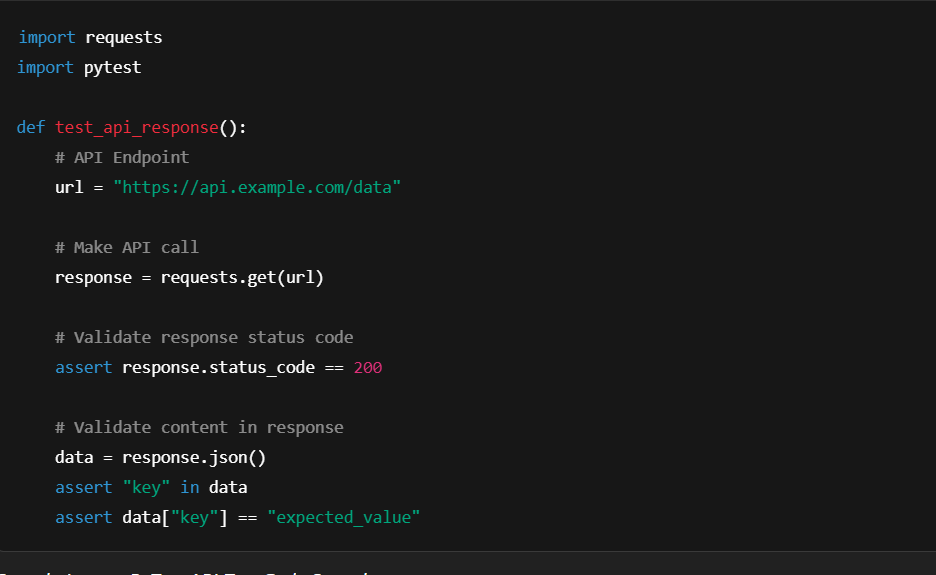 import requests
import pytest
def test_api_response():
# API Endpoint
url = "https://api.example.com/data"
# Make API call
response = requests.get(url)
# Validate response status code
assert response.status_code == 200
# Validate content in response
data = response.json()
assert "key" in data
assert data["key"] == "expected_value"